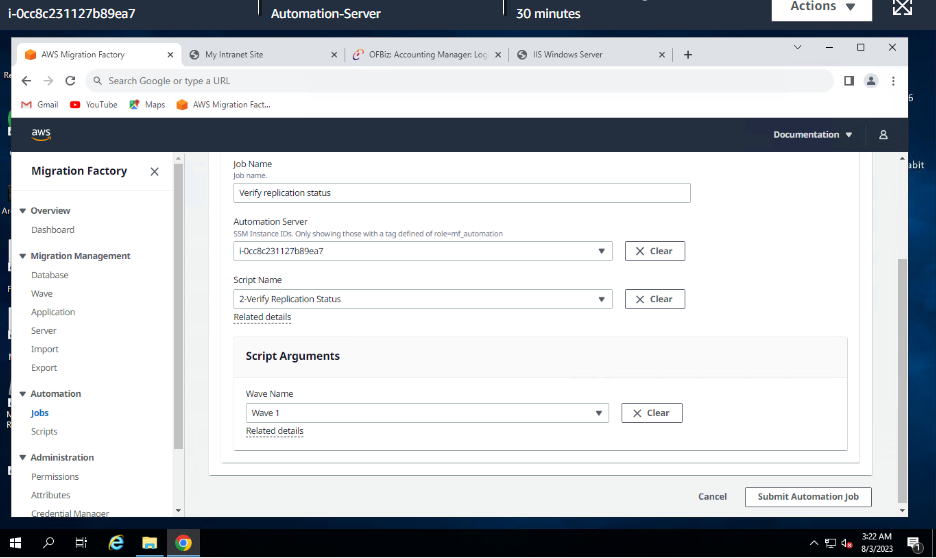 i-0cc8c231127b89ea7
Automation-Server
30 minutes
Actions
AWS Migration Factory
My Intranet Site
OFBiz: Accounting Manager: Log
IIS Windows Server
Search Google or type a URL
Gmail
YouTube
Maps
AWS Migration Fact...
aws
Documentation
Migration Factory
Overview
Dashboard
Migration Management
Database
Wave
Application
Server
Import
Export
Automation
Jobs
Scripts
Administration
Permissions
Attributes
Credential Manager
Job Name
Job name.
Verify replication status
Automation Server
SSM Instance IDs. Only showing those with a tag defined of role=mf_automation
i-0cc8c231127b89ea7
Clear
Script Name
2-Verify Replication Status
Clear
Related details
Script Arguments
Wave Name
Wave 1
Clear
Related details
Cancel
Submit Automation Job
3:22 AM
8/3/2023
1